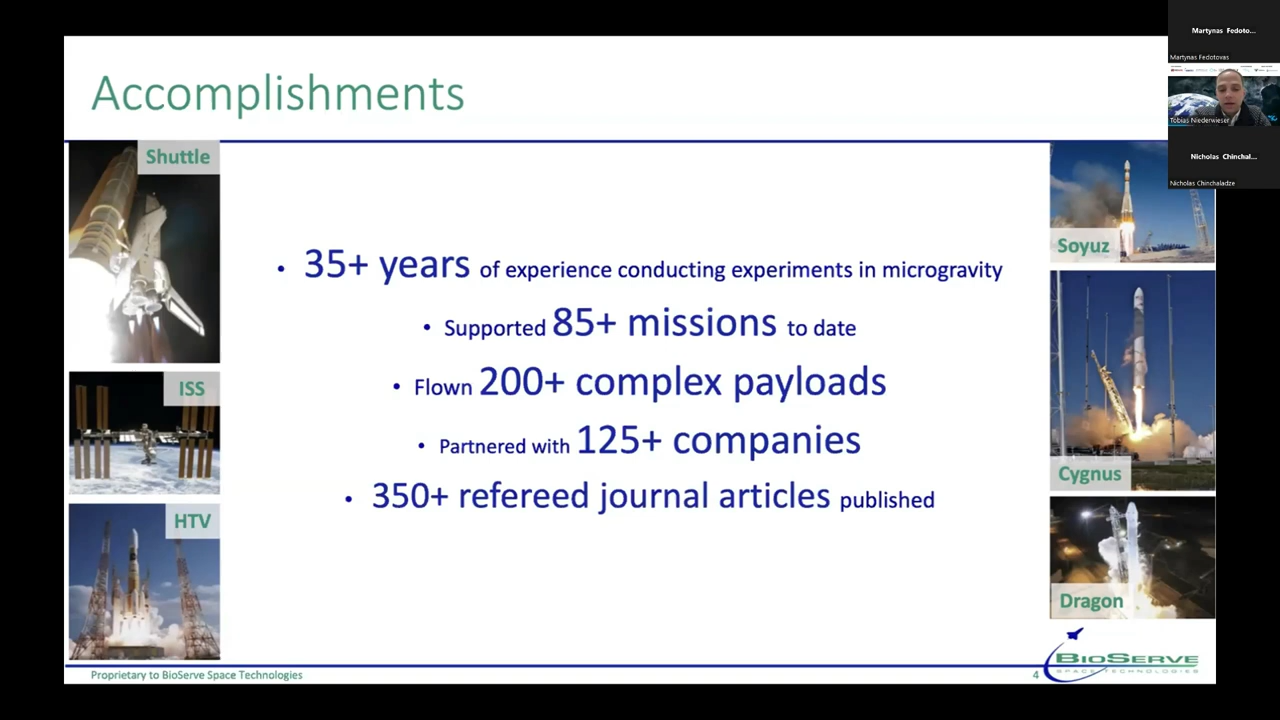 Accomplishments
Shuttle
ISS
HTV
• 35+ years of experience conducting experiments in microgravity
• Supported 85+ missions to date
• Flown 200+ complex payloads
• Partnered with 125+ companies
• 350+ refereed journal articles published
Soyuz
Cygnus
Dragon
Proprietary to BioServe Space Technologies
4
BIOSERVE
SPACE TECHNOLOGIES
Martynas Fedoto...
Martynas Fedotovas
Tobias Niederwieser
Nicholas Chinchal...
Nicholas Chinchaladze